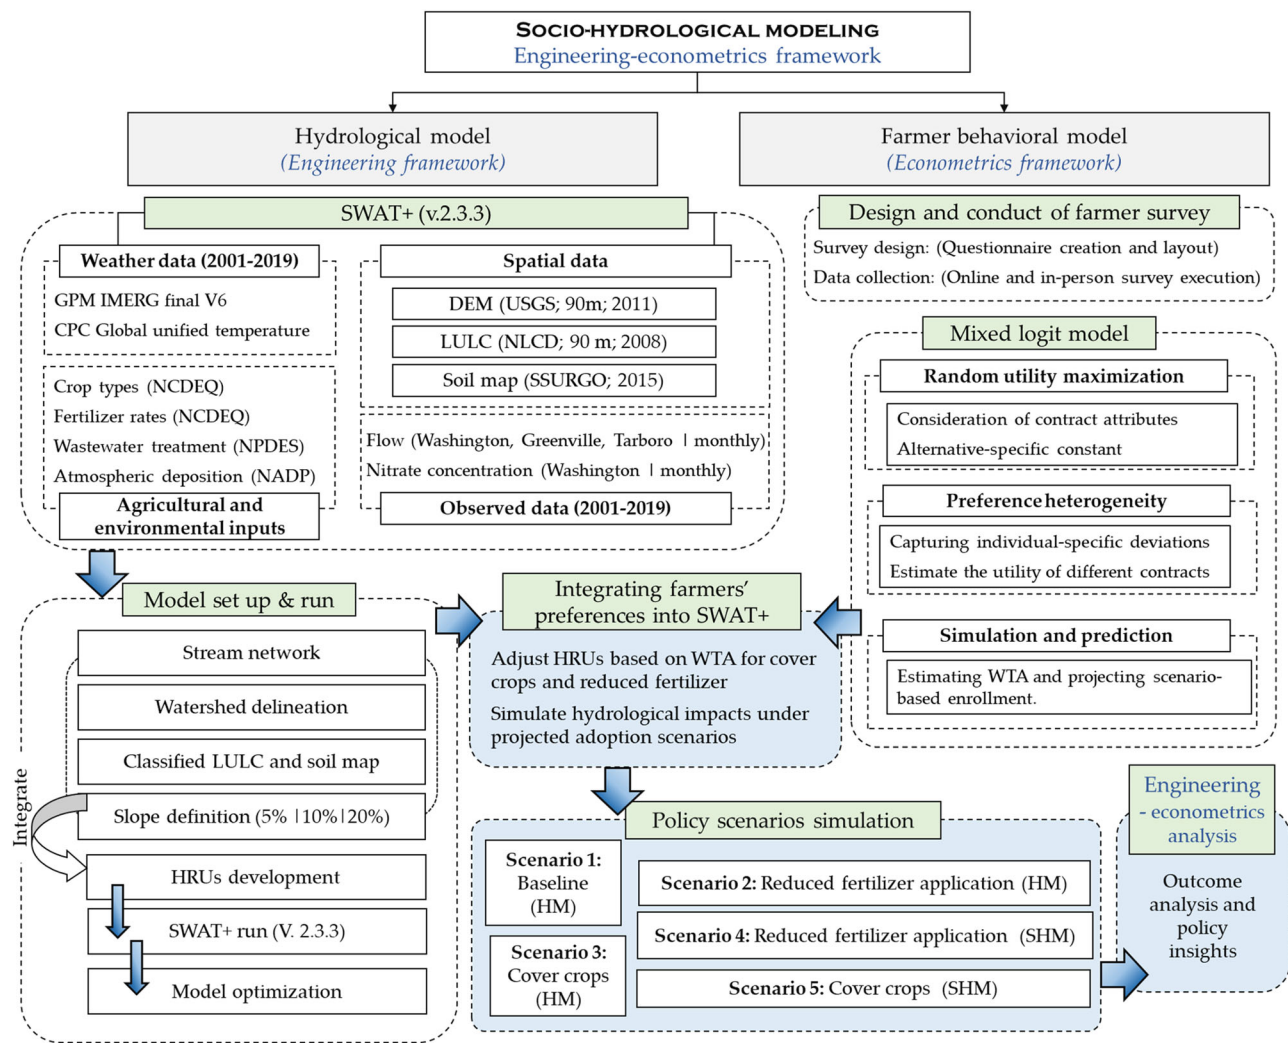 SOCIO-HYDROLOGICAL MODELING
Engineering-econometrics framework
Hydrological model
(Engineering framework)
Farmer behavioral model
(Econometrics framework)
SWAT+ (v.2.3.3)
Weather data (2001-2019)
GPM IMERG final V6
CPC Global unified temperature
Crop types (NCDEQ)
Fertilizer rates (NCDEQ)
Wastewater treatment (NPDES)
Atmospheric deposition (NADP)
Agricultural and
environmental inputs
Spatial data
DEM (USGS; 90m; 2011)
LULC (NLCD; 90 m; 2008)
Soil map (SSURGO; 2015)
Flow (Washington, Greenville, Tarboro | monthly)
Nitrate concentration (Washington | monthly)
Observed data (2001-2019)
Design and conduct of farmer survey
Survey design: (Questionnaire creation and layout)
Data collection: (Online and in-person survey execution)
Mixed logit model
Random utility maximization
Consideration of contract attributes
Alternative-specific constant
Preference heterogeneity
Capturing individual-specific deviations
Estimate the utility of different contracts
Simulation and prediction
Estimating WTA and projecting scenario-
based enrollment.
Model set up & run
Stream network
Watershed delineation
Classified LULC and soil map
Slope definition (5% |10%|20%)
Integrate
HRUs development
SWAT+ run (V. 2.3.3)
Model optimization
Integrating farmers'
preferences into SWAT+
Adjust HRUs based on WTA for cover
crops and reduced fertilizer
Simulate hydrological impacts under
projected adoption scenarios
Policy scenarios simulation
Scenario 1:
Baseline
(HM)
Scenario 2: Reduced fertilizer application (HM)
Scenario 3:
Cover crops
(HM)
Scenario 4: Reduced fertilizer application (SHM)
Scenario 5: Cover crops (SHM)
Engineering
- econometrics
analysis
Outcome
analysis and
policy
insights